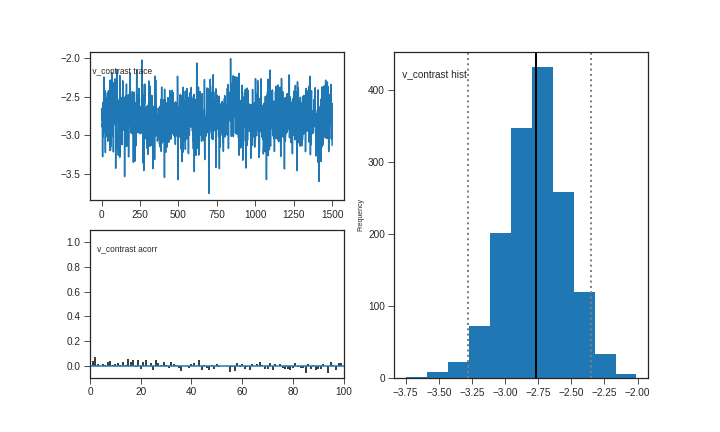 v_contrast trace
−2.0
−2.5
−3.0
−3.5
0 250 500 750 1000 1250 1500
v_contrast acorr
1.0
0.8
0.6
0.4
0.2
0.0
0 20 40 60 80 100
v_contrast hist
Frequency
400
300
200
100
0
−3.75 −3.50 −3.25 −3.00 −2.75 −2.50 −2.25 −2.00